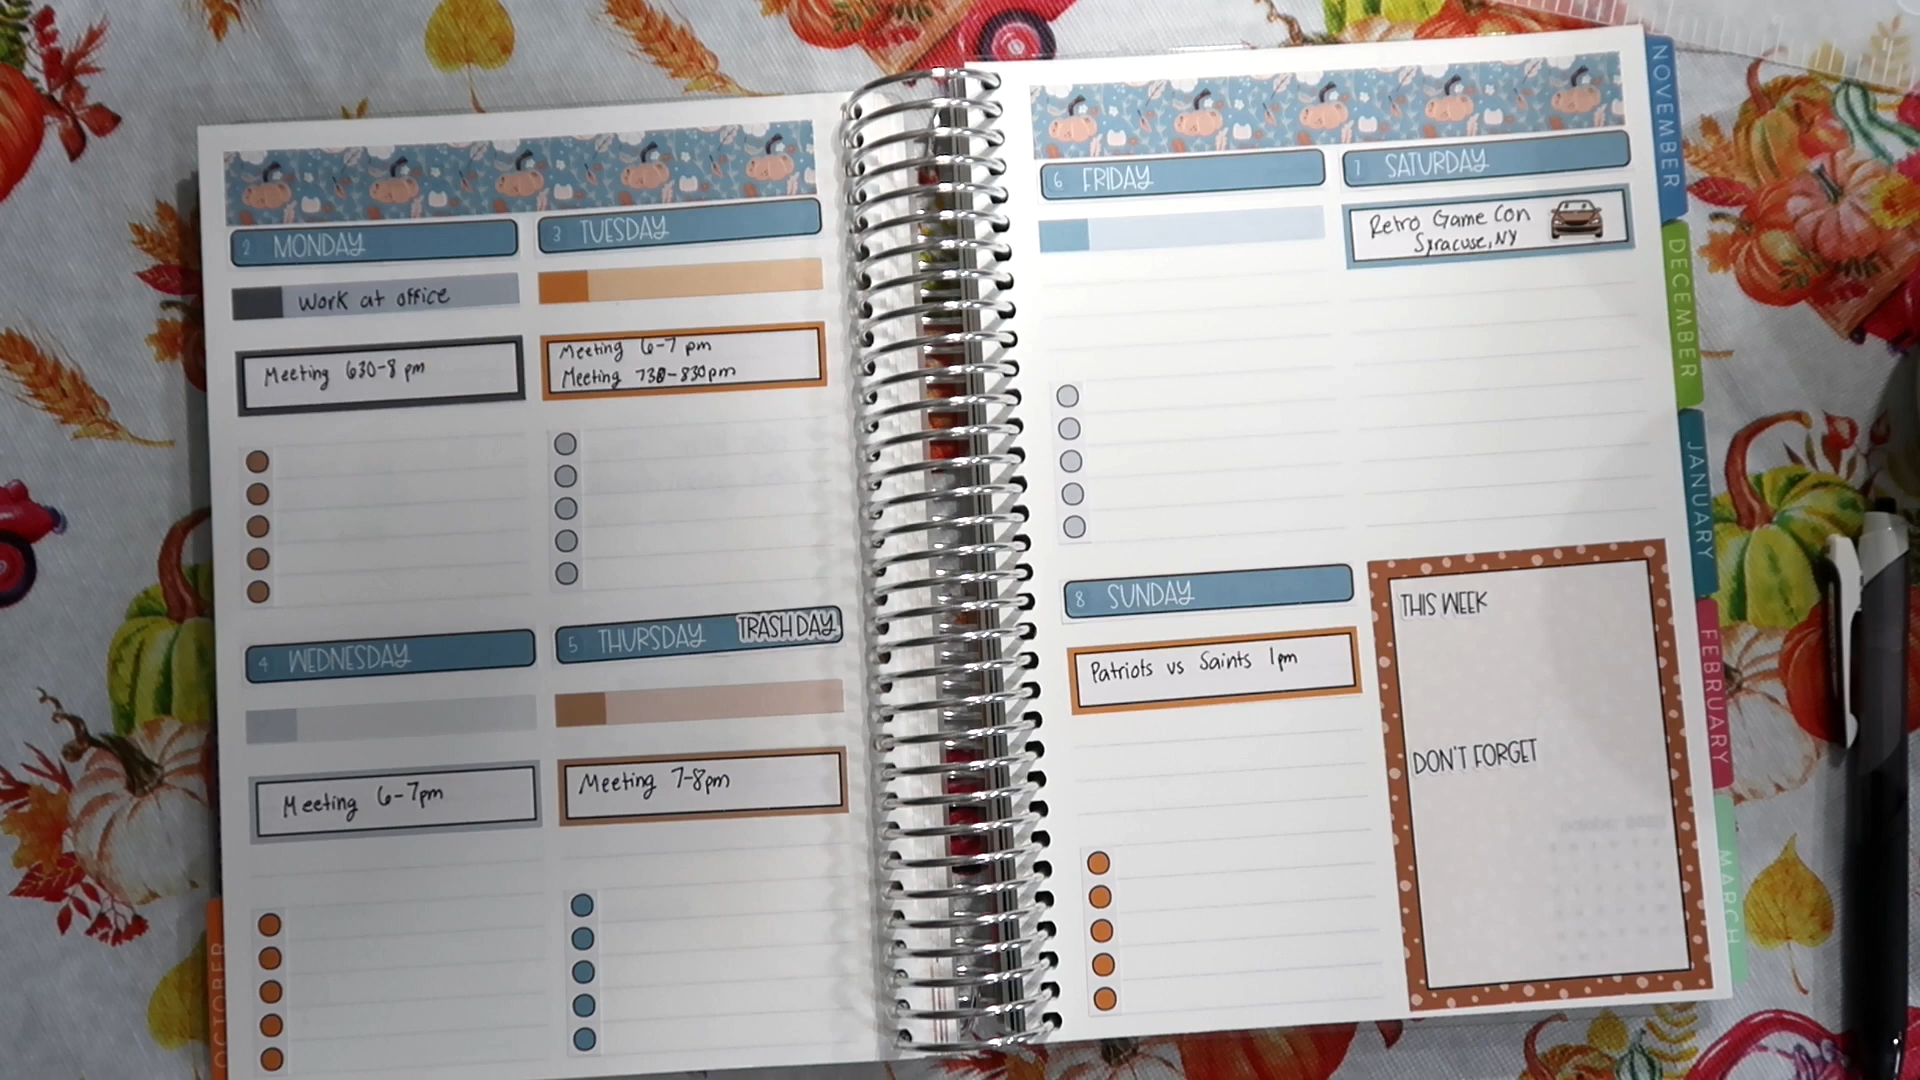 2 MONDAY
Work at office
Meeting 630-8 pm
3 TUESDAY
Meeting 6-7 pm
Meeting 730-830pm
4 WEDNESDAY
Meeting 6-7pm
5 THURSDAY TRASH DAY
Meeting 7-8pm
6 FRIDAY
7 SATURDAY
Retro Game Con
Syracuse, NY
8 SUNDAY
Patriots vs Saints 1pm
THIS WEEK
DON'T FORGET
OCTOBER
NOVEMBER
DECEMBER
JANUARY
FEBRUARY
MARCH